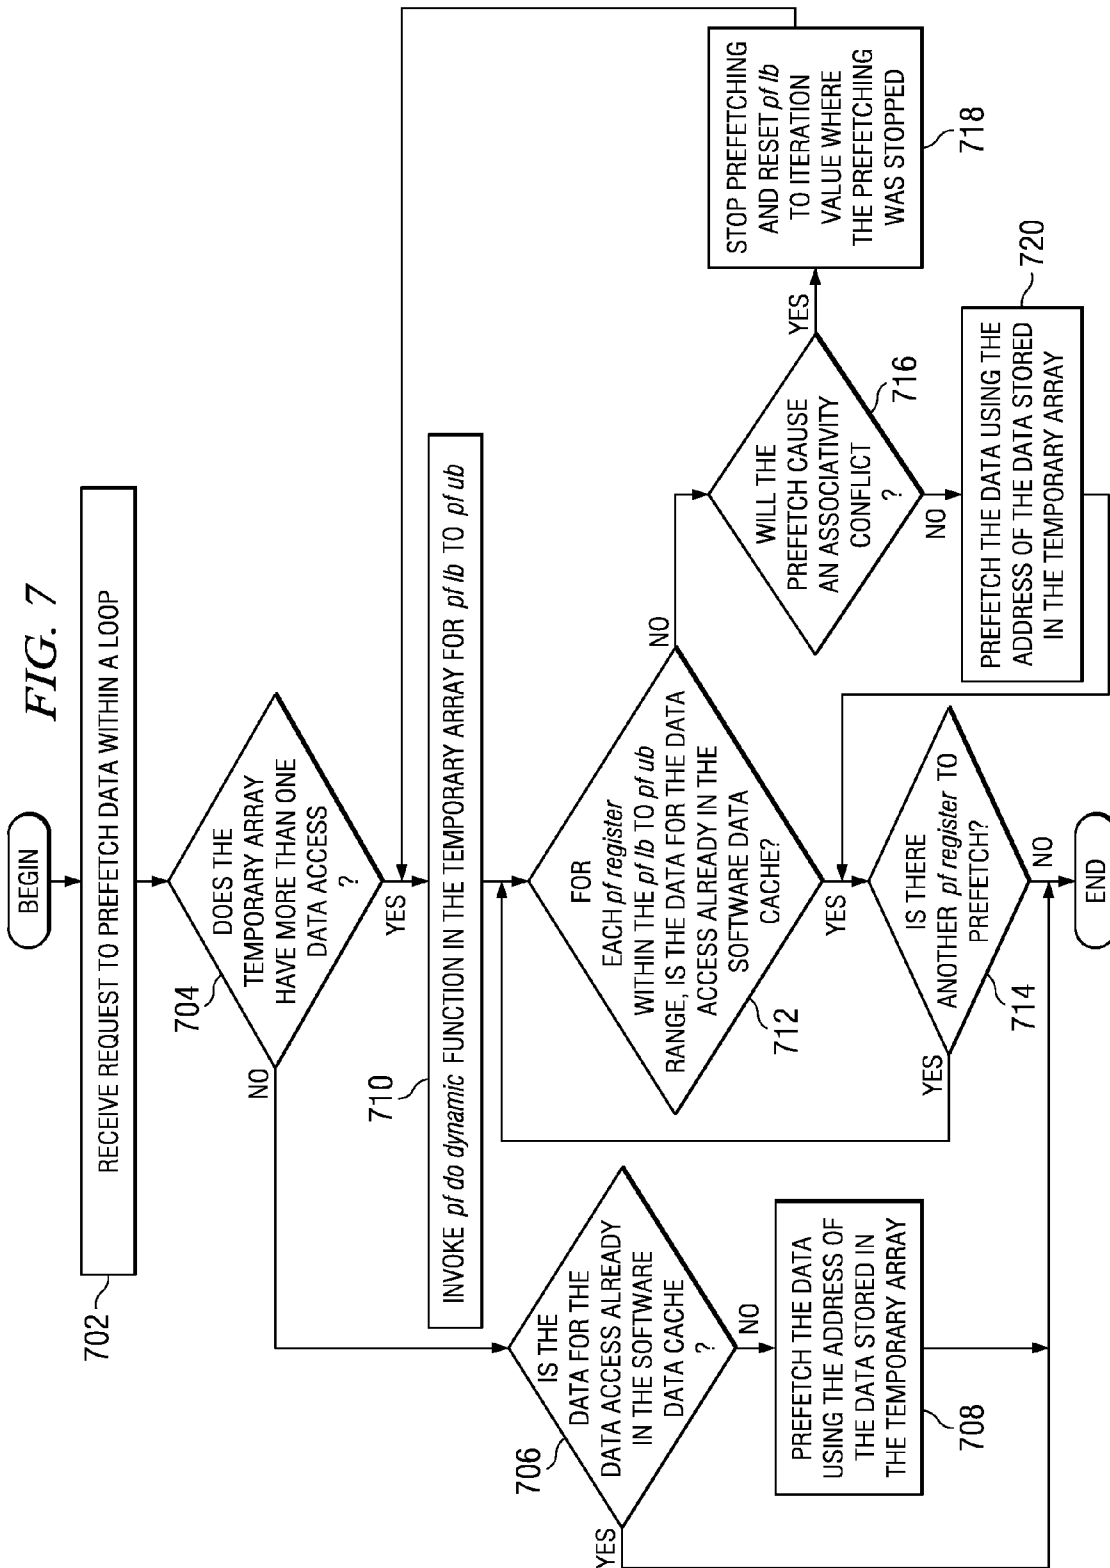 FIG. 7
BEGIN
RECEIVE REQUEST TO PREFETCH DATA WITHIN A LOOP
702
DOES THE
TEMPORARY ARRAY
HAVE MORE THAN ONE
DATA ACCESS
?
704
NO
YES
IS THE
DATA FOR THE
DATA ACCESS ALREADY
IN THE SOFTWARE
DATA CACHE
?
706
YES
NO
PREFETCH THE DATA
USING THE ADDRESS OF
THE DATA STORED IN
THE TEMPORARY ARRAY
708
INVOKE pf do dynamic FUNCTION IN THE TEMPORARY ARRAY FOR pf lb TO pf ub
710
FOR
EACH pf register
WITHIN THE pf lb TO pf ub
RANGE, IS THE DATA FOR THE DATA
ACCESS ALREADY IN THE
SOFTWARE DATA
CACHE?
712
NO
YES
IS THERE
ANOTHER pf register TO
PREFETCH?
714
YES
NO
WILL THE
PREFETCH CAUSE
AN ASSOCIATIVITY
CONFLICT
?
716
YES
NO
STOP PREFETCHING
AND RESET pf lb
TO ITERATION
VALUE WHERE
THE PREFETCHING
WAS STOPPED
718
PREFETCH THE DATA USING THE
ADDRESS OF THE DATA STORED
IN THE TEMPORARY ARRAY
720
END